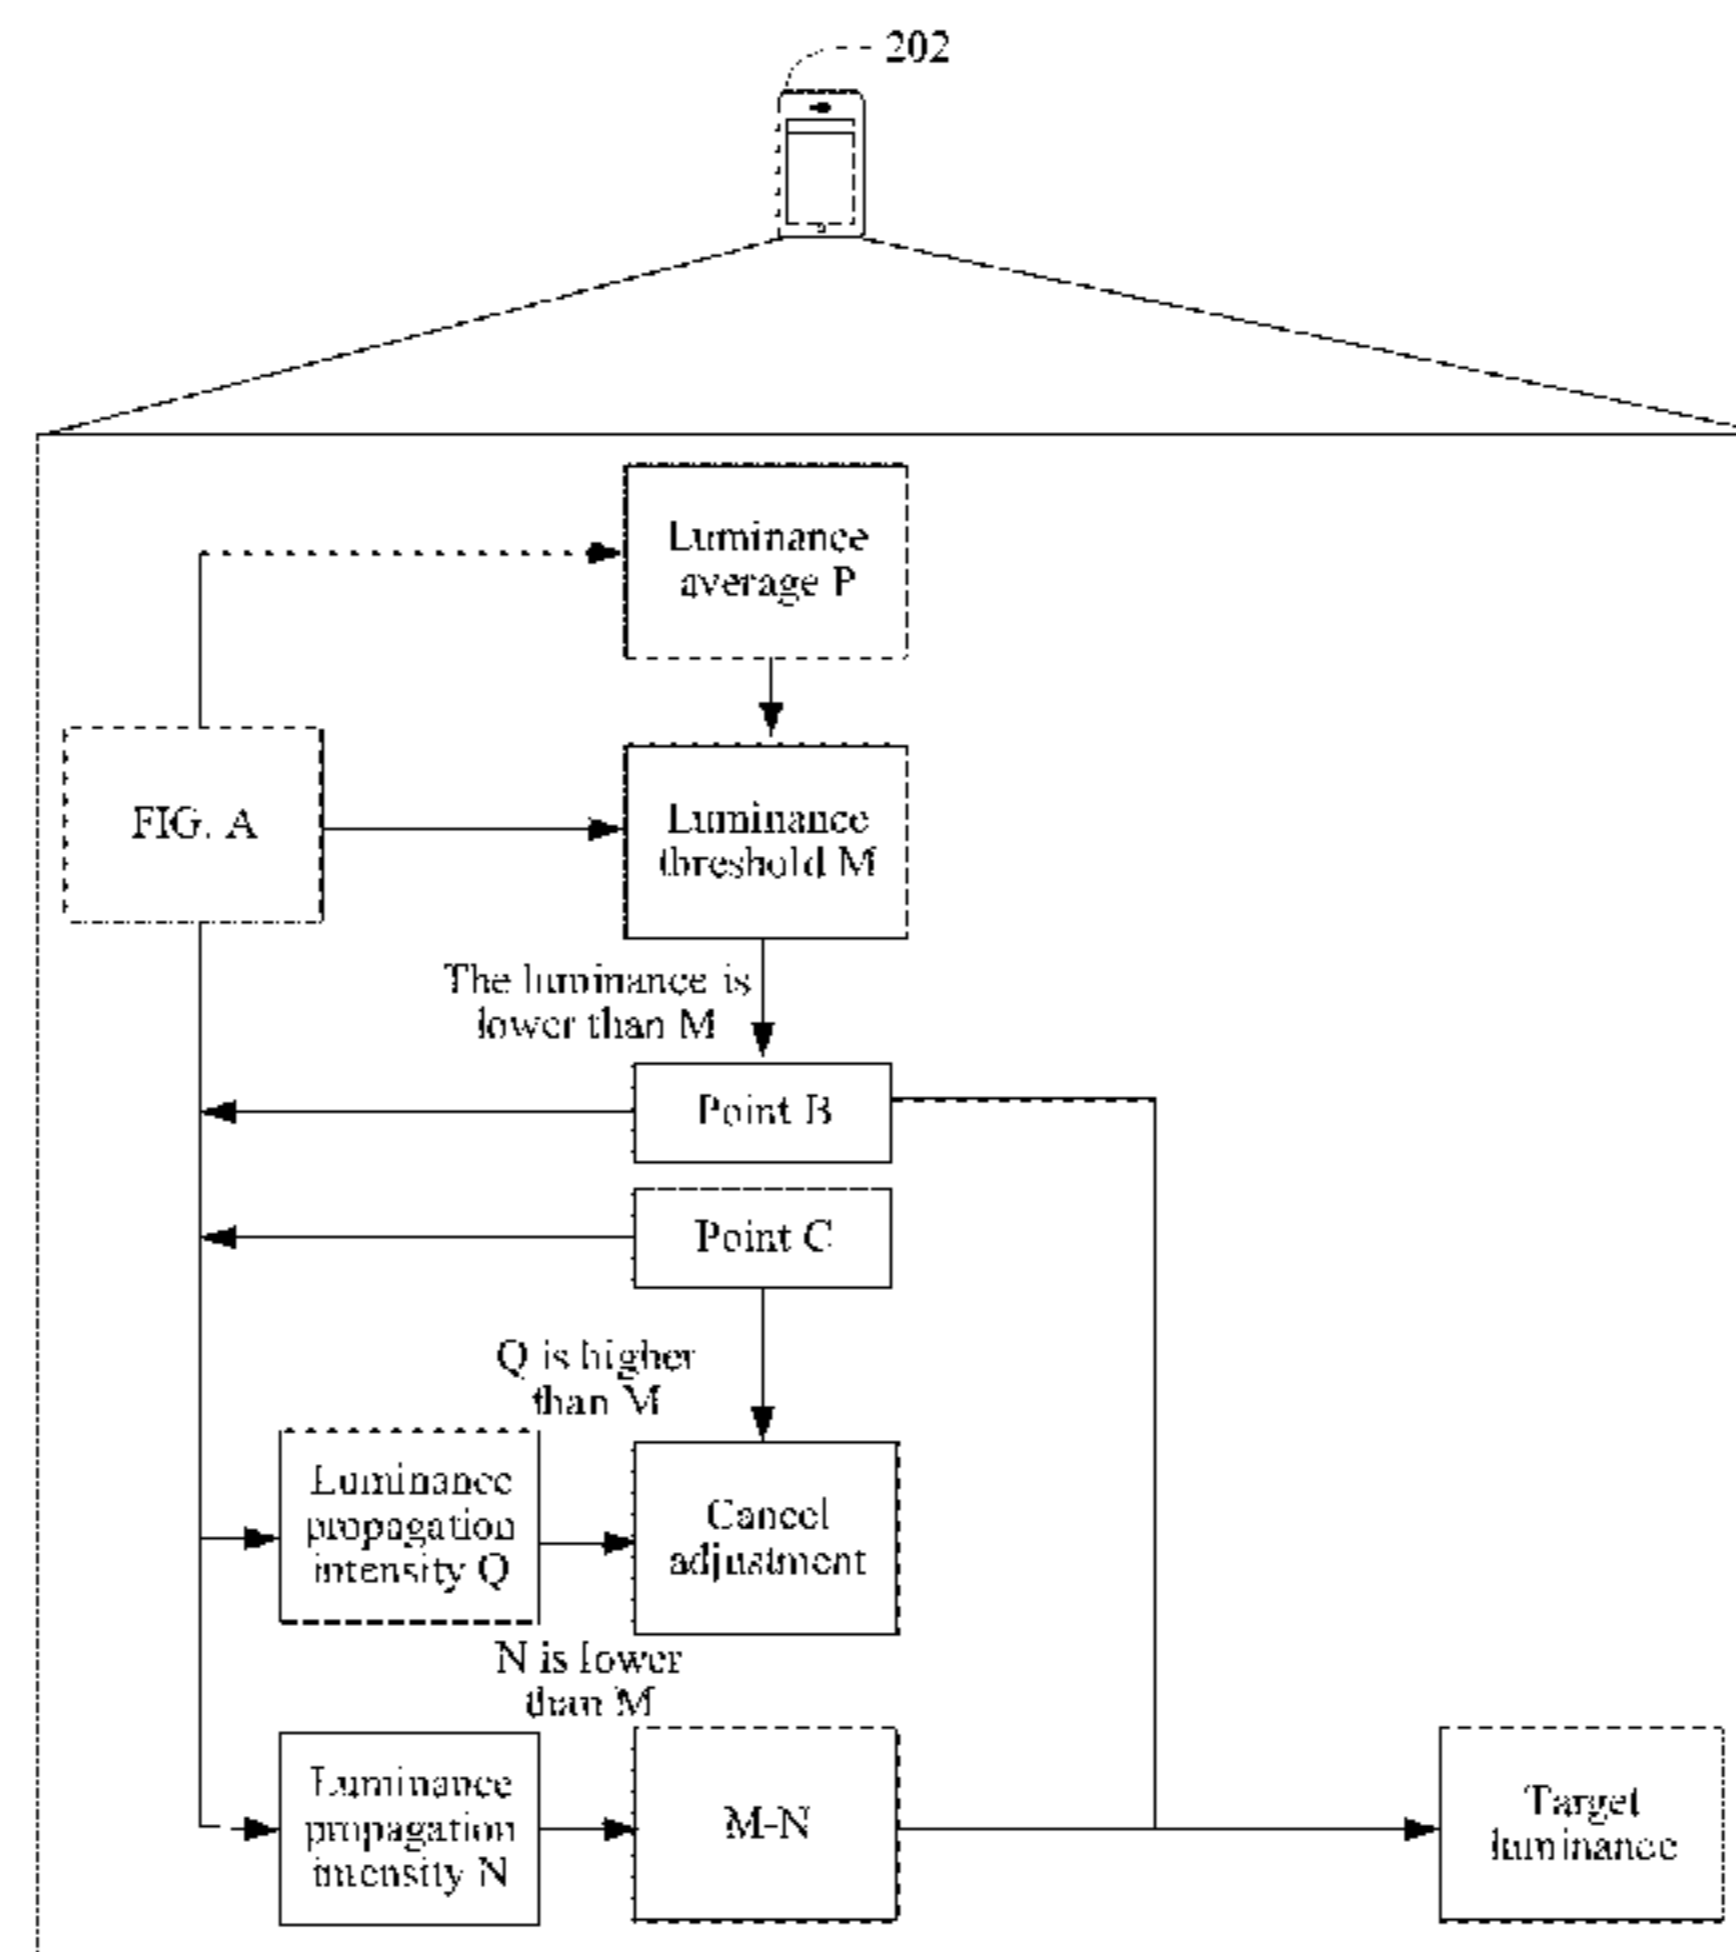 202
Luminance
average P
FIG. A
Luminance
threshold M
The luminance is
lower than M
Point B
Point C
Q is higher
than M
Luminance
propagation
intensity Q
Cancel
adjustment
N is lower
than M
Luminance
propagation
intensity N
M-N
Target
luminance